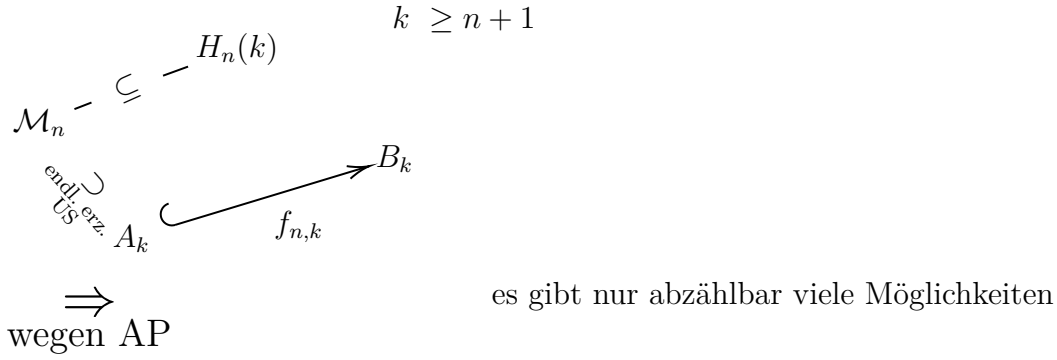 k ≥ n + 1
H_n(k)
⊆
M_n
B_k
endl. erz.
US
A_k
f_{n,k}
⇒
es gibt nur abzählbar viele Möglichkeiten
wegen AP